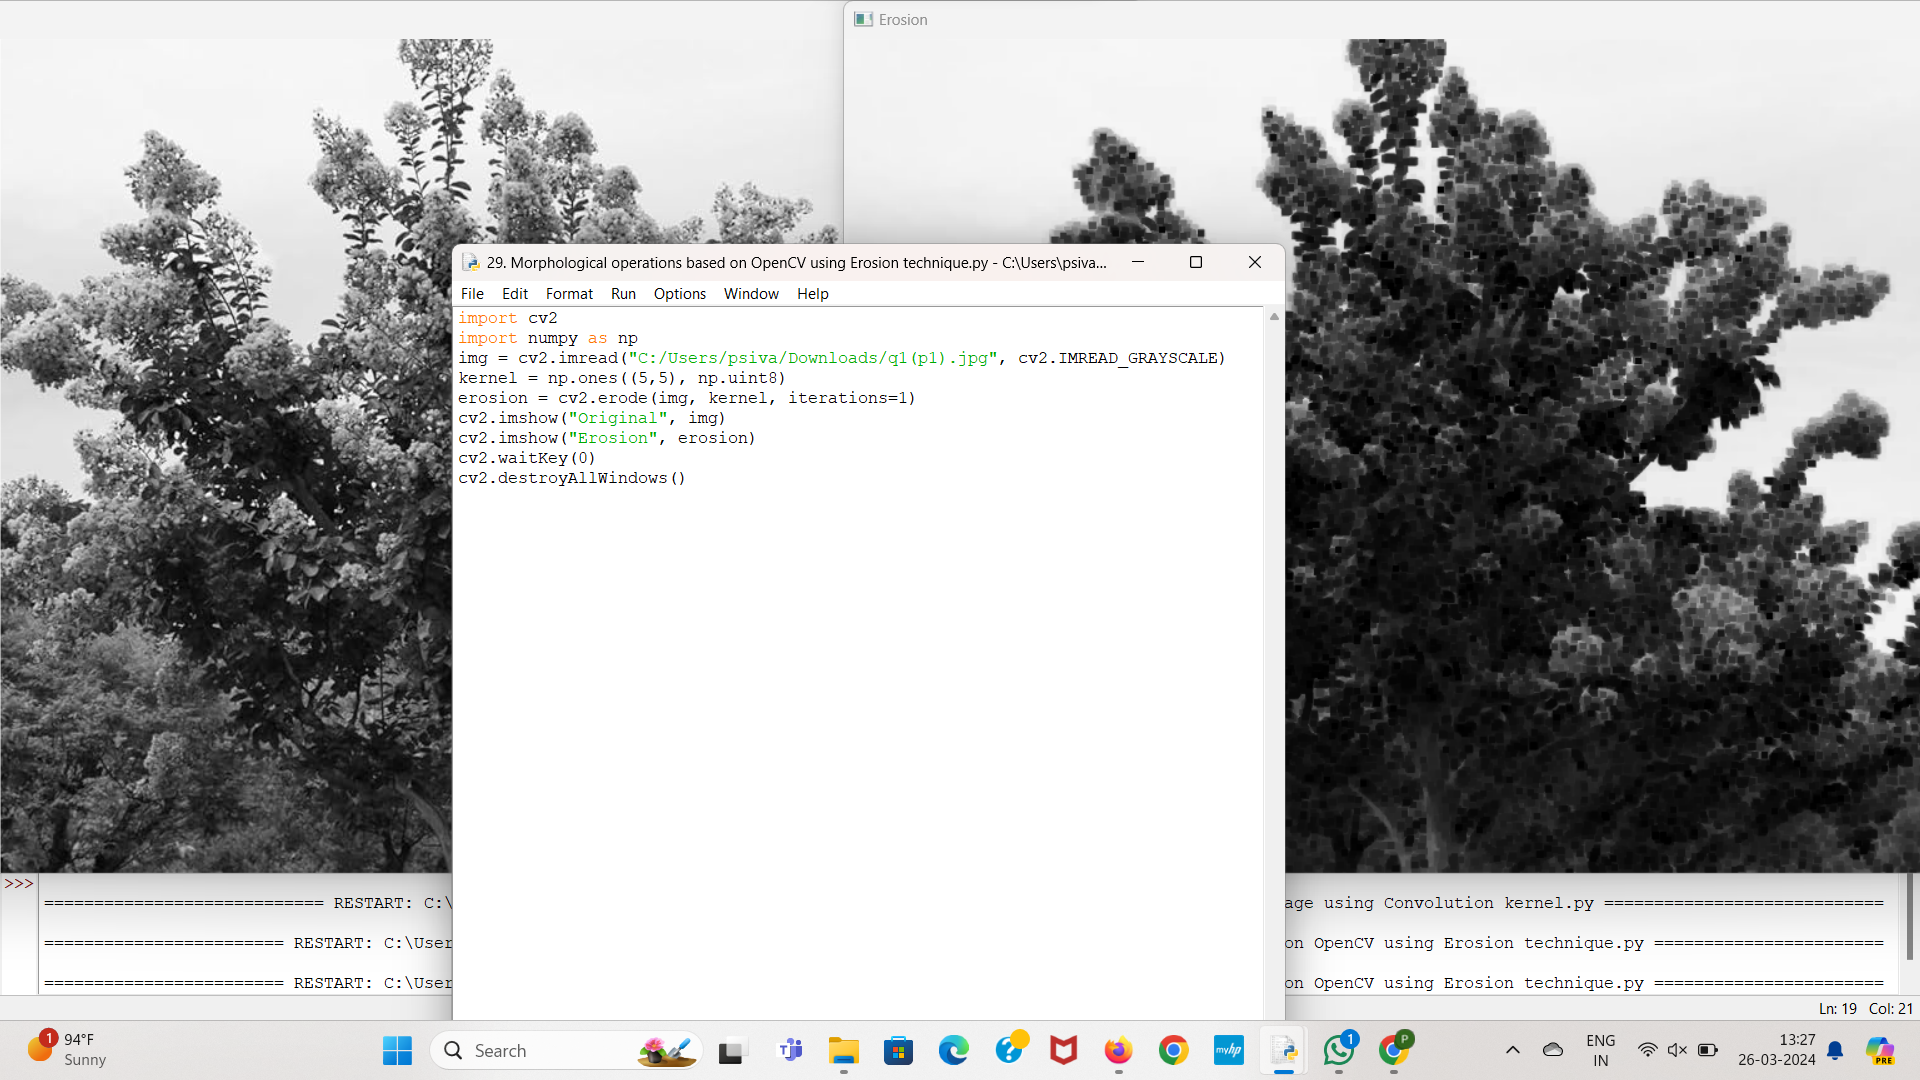 Erosion
29. Morphological operations based on OpenCV using Erosion technique.py - C:\Users\psiva...
File Edit Format Run Options Window Help
import cv2
import numpy as np
img = cv2.imread("C:/Users/psiva/Downloads/q1(p1).jpg", cv2.IMREAD_GRAYSCALE)
kernel = np.ones((5,5), np.uint8)
erosion = cv2.erode(img, kernel, iterations=1)
cv2.imshow("Original", img)
cv2.imshow("Erosion", erosion)
cv2.waitKey(0)
cv2.destroyAllWindows()
>>>
============================ RESTART: C:\ age using Convolution kernel.py ============================
======================== RESTART: C:\User on OpenCV using Erosion technique.py =======================
======================== RESTART: C:\User on OpenCV using Erosion technique.py =======================
Ln: 19 Col: 21
1 94°F
Sunny
Search
myhp
1
P
ENG
IN
13:27
26-03-2024
PRE